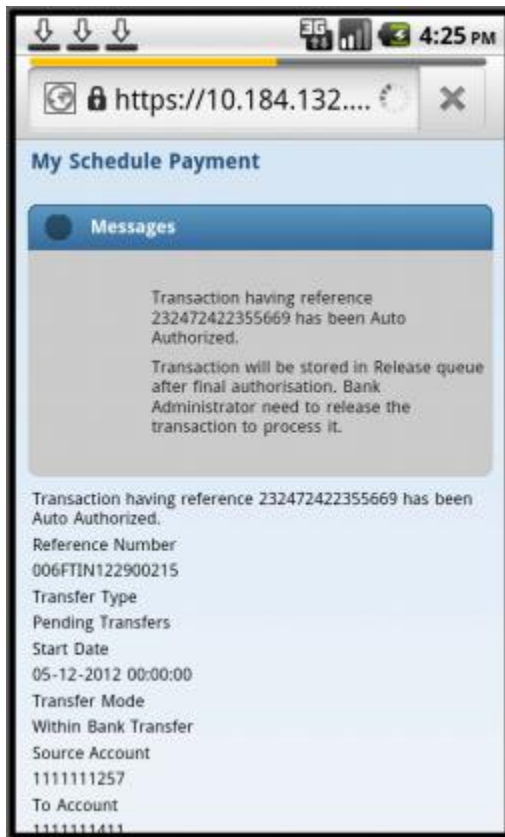 3G
4:25 PM
https://10.184.132....
My Schedule Payment
Messages
Transaction having reference
232472422355669 has been Auto
Authorized.
Transaction will be stored in Release queue
after final authorisation. Bank
Administrator need to release the
transaction to process it.
Transaction having reference 232472422355669 has been
Auto Authorized.
Reference Number
006FTIN122900215
Transfer Type
Pending Transfers
Start Date
05-12-2012 00:00:00
Transfer Mode
Within Bank Transfer
Source Account
1111111257
To Account
1111111411